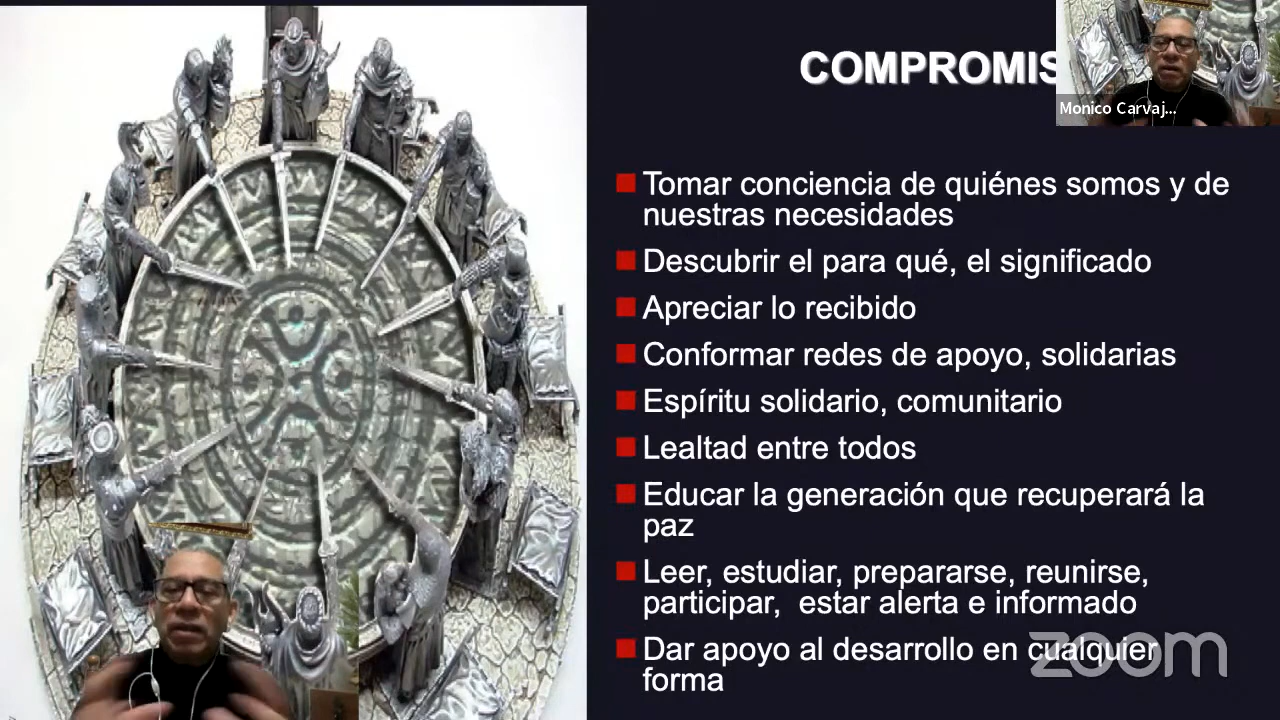 COMPROMIS
Monico Carvaj...
Tomar conciencia de quiénes somos y de
nuestras necesidades
Descubrir el para qué, el significado
Apreciar lo recibido
Conformar redes de apoyo, solidarias
Espíritu solidario, comunitario
Lealtad entre todos
Educar la generación que recuperará la
paz
Leer, estudiar, prepararse, reunirse,
participar,  estar alerta e informado
Dar apoyo al desarrollo en cualquier
forma
zoom